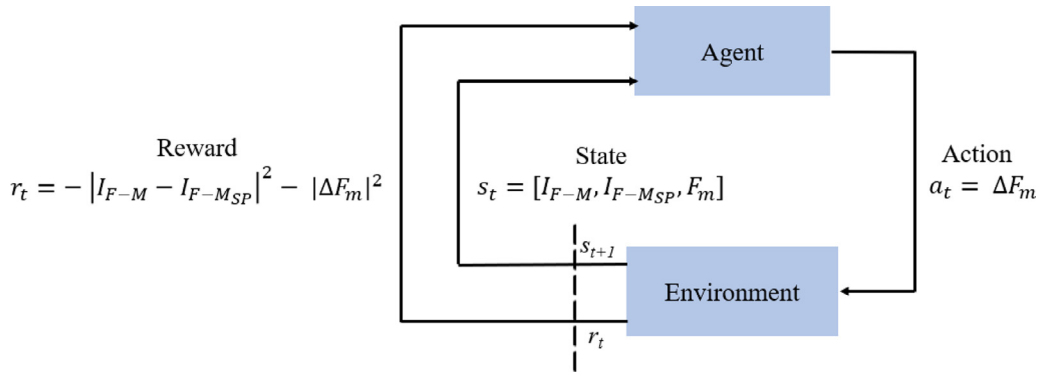 Agent
Reward
r_t = − |I_{F−M} − I_{F−M_{SP}}|^2 − |ΔF_m|^2
State
s_t = [I_{F−M}, I_{F−M_{SP}}, F_m]
Action
a_t = ΔF_m
s_{t+1}
Environment
r_t